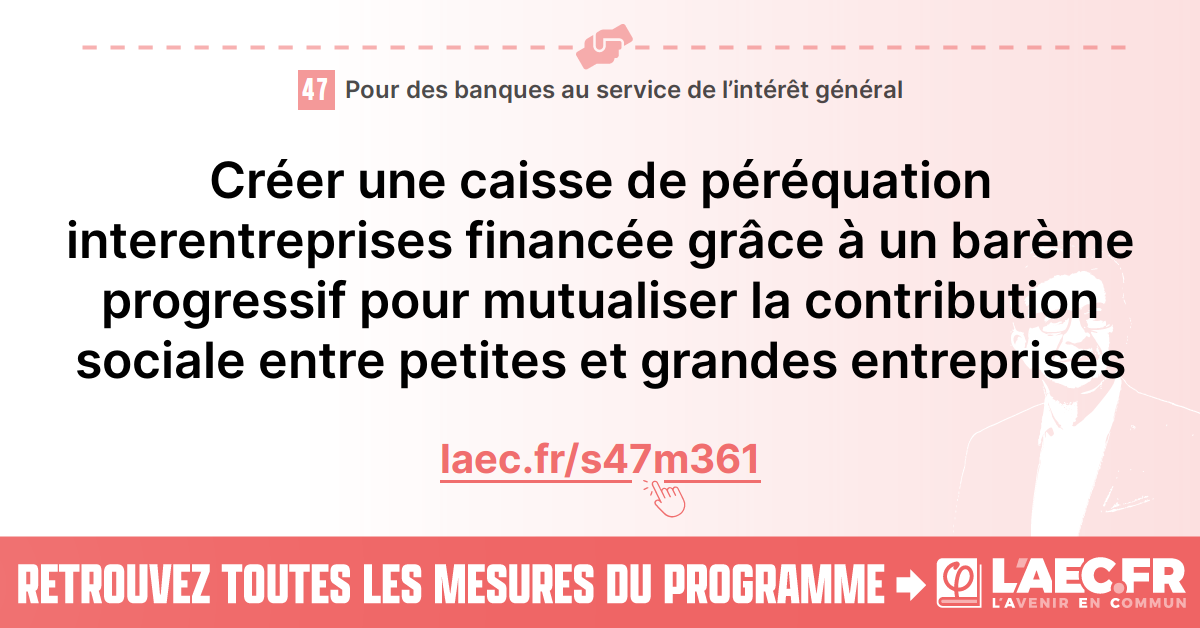 47 Pour des banques au service de l’intérêt général
Créer une caisse de péréquation
interentreprises financée grâce à un barème
progressif pour mutualiser la contribution
sociale entre petites et grandes entreprises
laec.fr/s47m361
RETROUVEZ TOUTES LES MESURES DU PROGRAMME
L'AEC.FR
L'AVENIR EN COMMUN